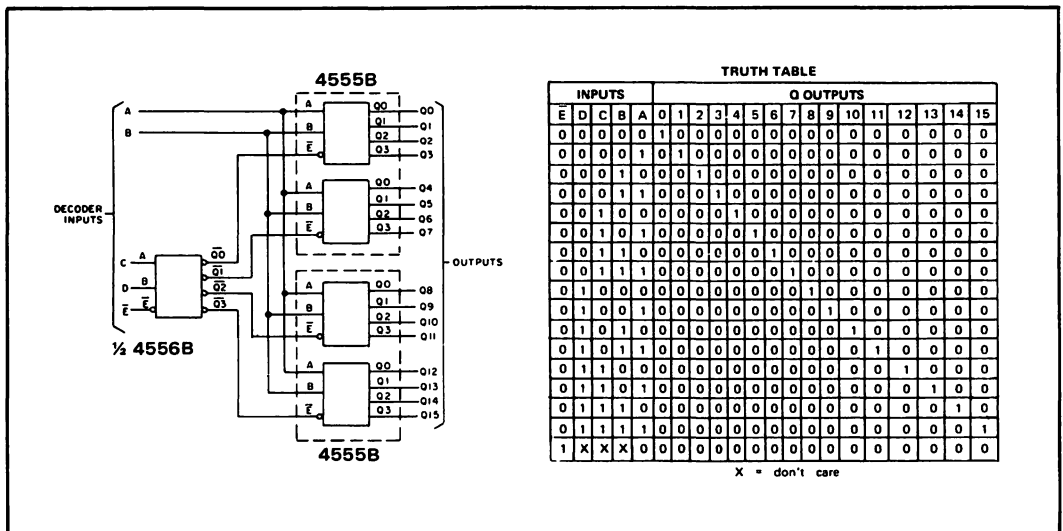 4555B
A
B
A
B
E̅
Q0
Q1
Q2
Q3
Q0
Q1
Q2
Q3
A
B
E̅
Q0
Q1
Q2
Q3
Q4
Q5
Q6
Q7
DECODER
INPUTS
OUTPUTS
C A
D B
E̅ E̅
Q̅0
Q̅1
Q̅2
Q̅3
½ 4556B
A
B
E̅
Q0
Q1
Q2
Q3
Q8
Q9
Q10
Q11
A
B
E̅
Q0
Q1
Q2
Q3
Q12
Q13
Q14
Q15
4555B
TRUTH TABLE
INPUTS Q OUTPUTS
E̅ D C B A 0 1 2 3 4 5 6 7 8 9 10 11 12 13 14 15
0 0 0 0 0 1 0 0 0 0 0 0 0 0 0 0 0 0 0 0 0
0 0 0 0 1 0 1 0 0 0 0 0 0 0 0 0 0 0 0 0 0
0 0 0 1 0 0 0 1 0 0 0 0 0 0 0 0 0 0 0 0 0
0 0 0 1 1 0 0 0 1 0 0 0 0 0 0 0 0 0 0 0 0
0 0 1 0 0 0 0 0 0 1 0 0 0 0 0 0 0 0 0 0 0
0 0 1 0 1 0 0 0 0 0 1 0 0 0 0 0 0 0 0 0 0
0 0 1 1 0 0 0 0 0 0 0 1 0 0 0 0 0 0 0 0 0
0 0 1 1 1 0 0 0 0 0 0 0 1 0 0 0 0 0 0 0 0
0 1 0 0 0 0 0 0 0 0 0 0 0 1 0 0 0 0 0 0 0
0 1 0 0 1 0 0 0 0 0 0 0 0 0 1 0 0 0 0 0 0
0 1 0 1 0 0 0 0 0 0 0 0 0 0 0 1 0 0 0 0 0
0 1 0 1 1 0 0 0 0 0 0 0 0 0 0 0 1 0 0 0 0
0 1 1 0 0 0 0 0 0 0 0 0 0 0 0 0 0 1 0 0 0
0 1 1 0 1 0 0 0 0 0 0 0 0 0 0 0 0 0 1 0 0
0 1 1 1 0 0 0 0 0 0 0 0 0 0 0 0 0 0 0 1 0
0 1 1 1 1 0 0 0 0 0 0 0 0 0 0 0 0 0 0 0 1
1 X X X 0 0 0 0 0 0 0 0 0 0 0 0 0 0 0 0 0
X = don't care